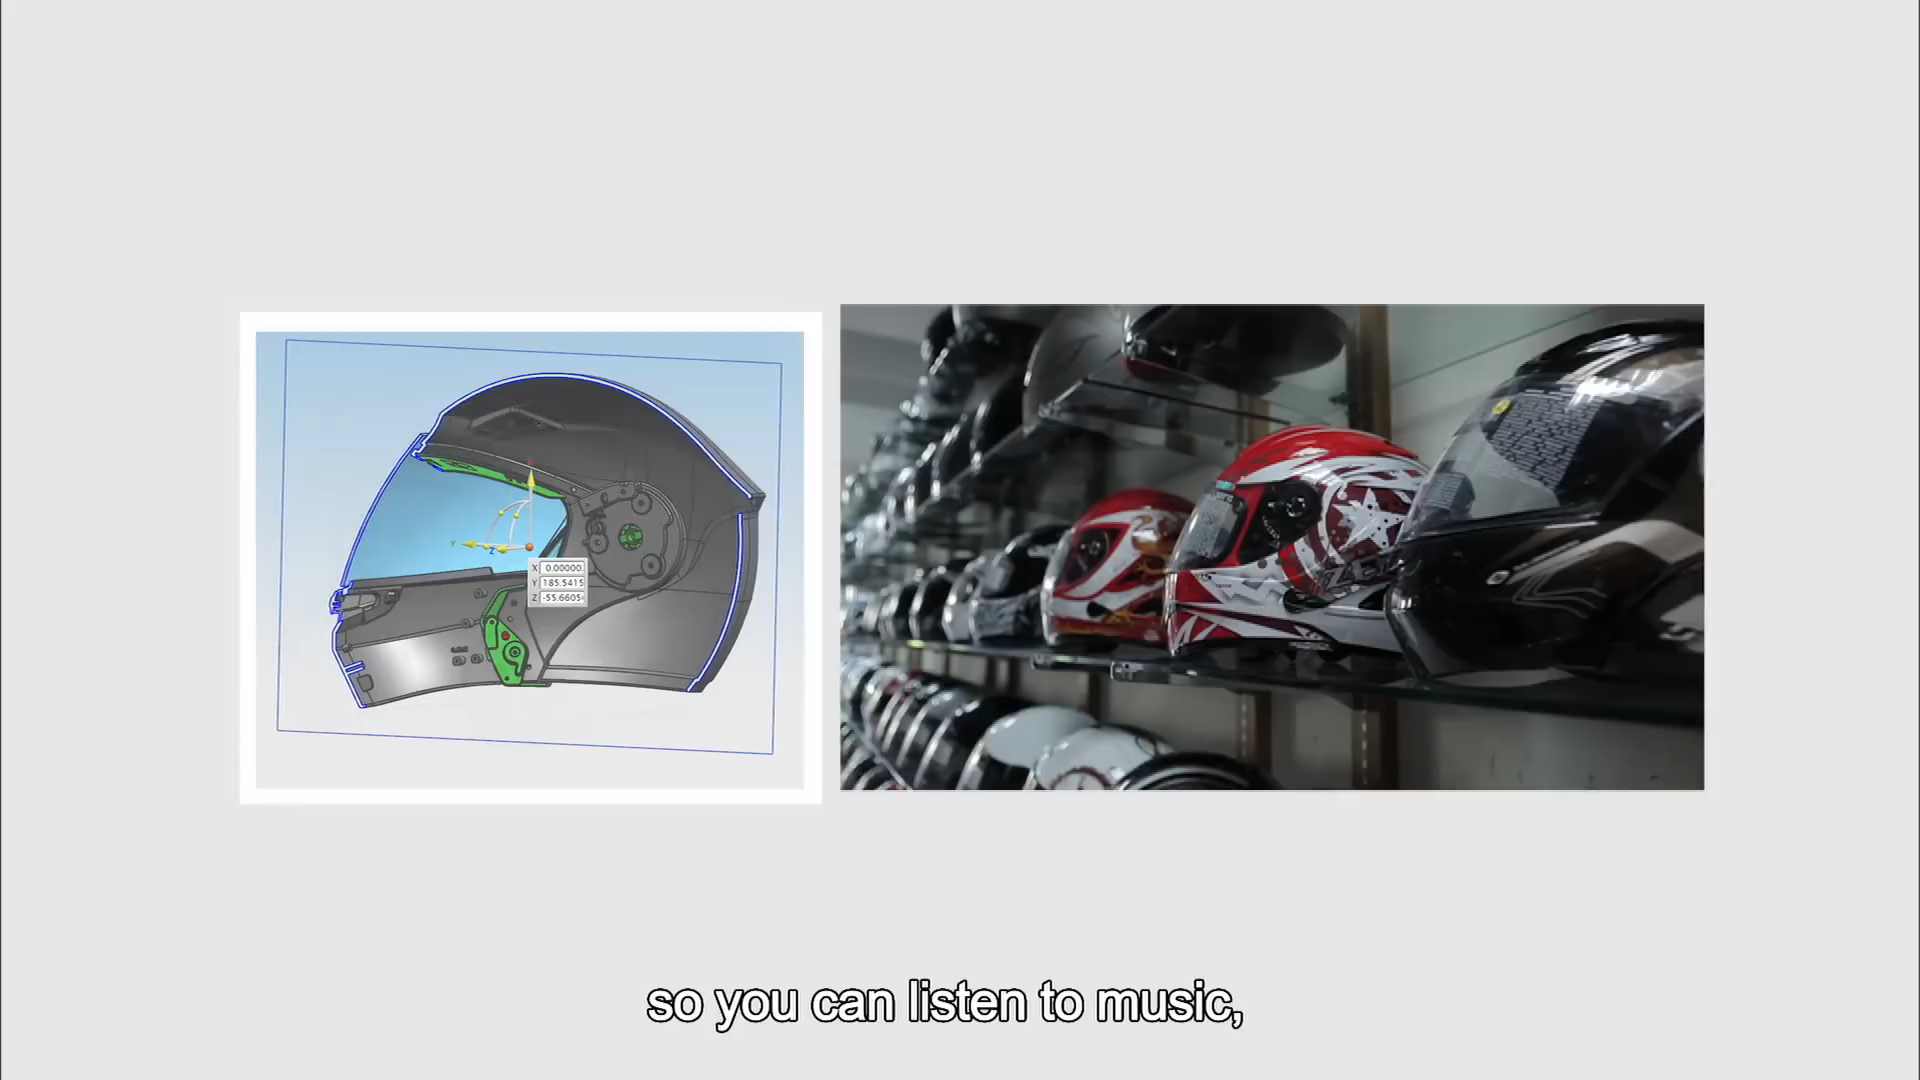 X 0.00000
Y 185.5415
Z -55.6605
Y
Z
so you can listen to music,